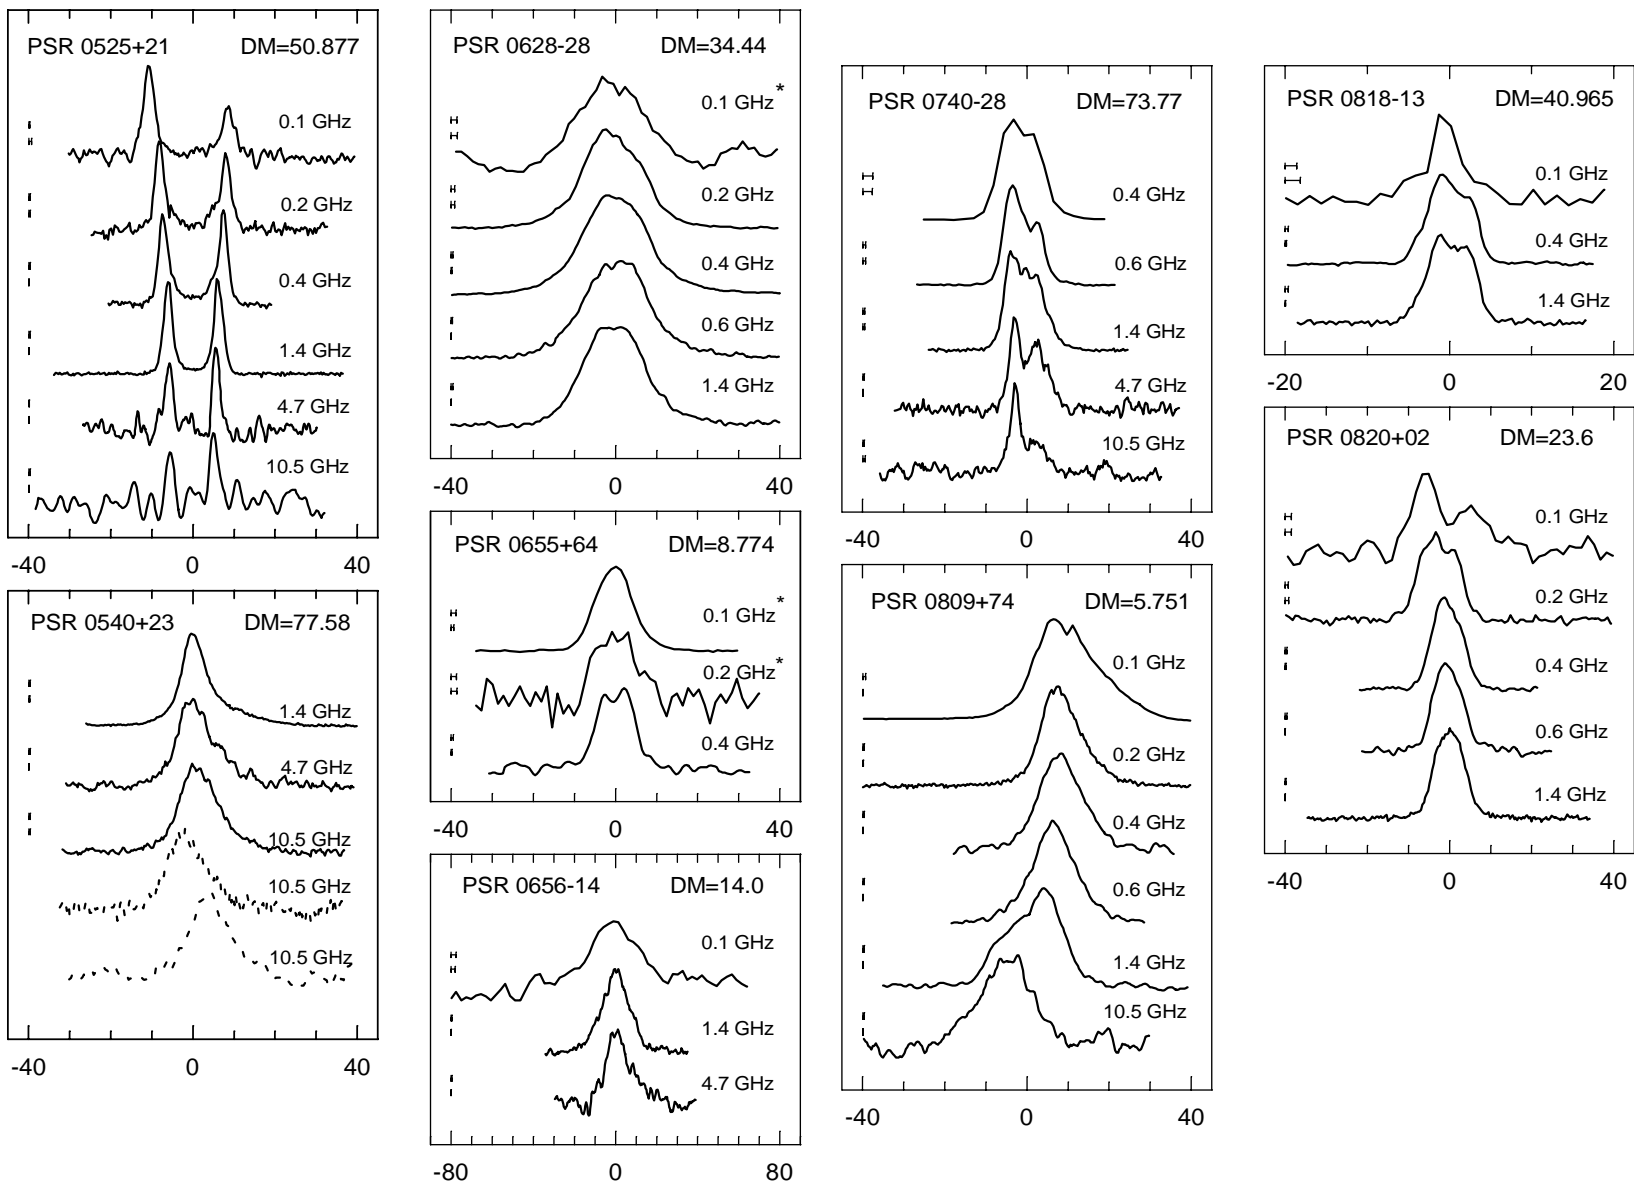 PSR 0525+21 DM=50.877
0.1 GHz
0.2 GHz
0.4 GHz
1.4 GHz
4.7 GHz
10.5 GHz
-40 0 40
PSR 0540+23 DM=77.58
1.4 GHz
4.7 GHz
10.5 GHz
10.5 GHz
10.5 GHz
-40 0 40
PSR 0628-28 DM=34.44
0.1 GHz*
0.2 GHz
0.4 GHz
0.6 GHz
1.4 GHz
-40 0 40
PSR 0655+64 DM=8.774
0.1 GHz*
0.2 GHz*
0.4 GHz
-40 0 40
PSR 0656-14 DM=14.0
0.1 GHz
1.4 GHz
4.7 GHz
-80 0 80
PSR 0740-28 DM=73.77
0.4 GHz
0.6 GHz
1.4 GHz
4.7 GHz
10.5 GHz
-40 0 40
PSR 0809+74 DM=5.751
0.1 GHz
0.2 GHz
0.4 GHz
0.6 GHz
1.4 GHz
10.5 GHz
-40 0 40
PSR 0818-13 DM=40.965
0.1 GHz
0.4 GHz
1.4 GHz
-20 0 20
PSR 0820+02 DM=23.6
0.1 GHz
0.2 GHz
0.4 GHz
0.6 GHz
1.4 GHz
-40 0 40